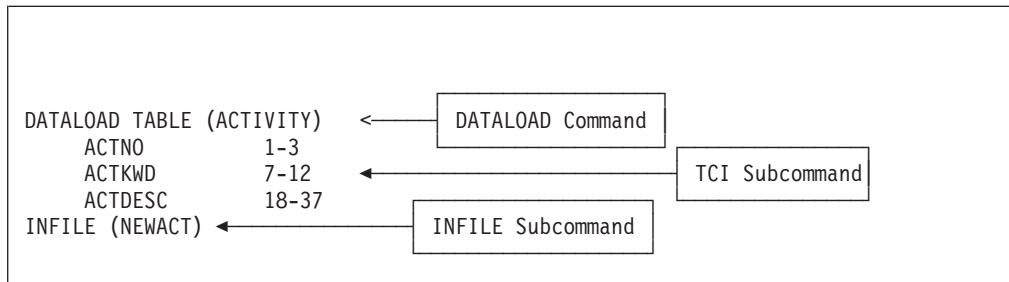 DATALOAD TABLE (ACTIVITY) <—— DATALOAD Command
ACTNO 1-3
ACTKWD 7-12 ◄—— TCI Subcommand
ACTDESC 18-37
INFILE (NEWACT) ◄—— INFILE Subcommand